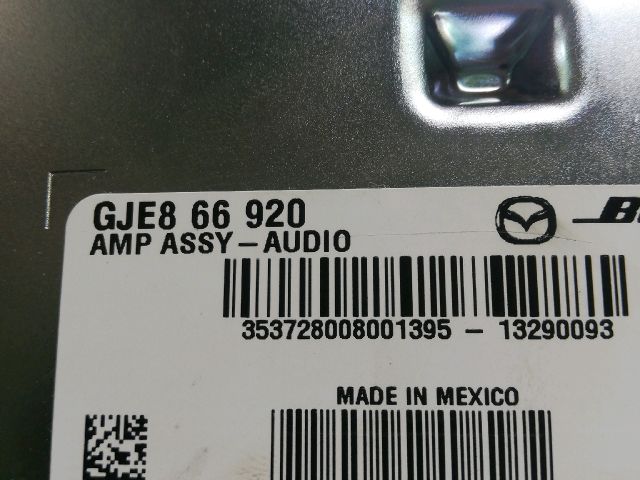 GJE8 66 920
AMP ASSY – AUDIO
353728008001395 – 13290093
MADE IN MEXICO